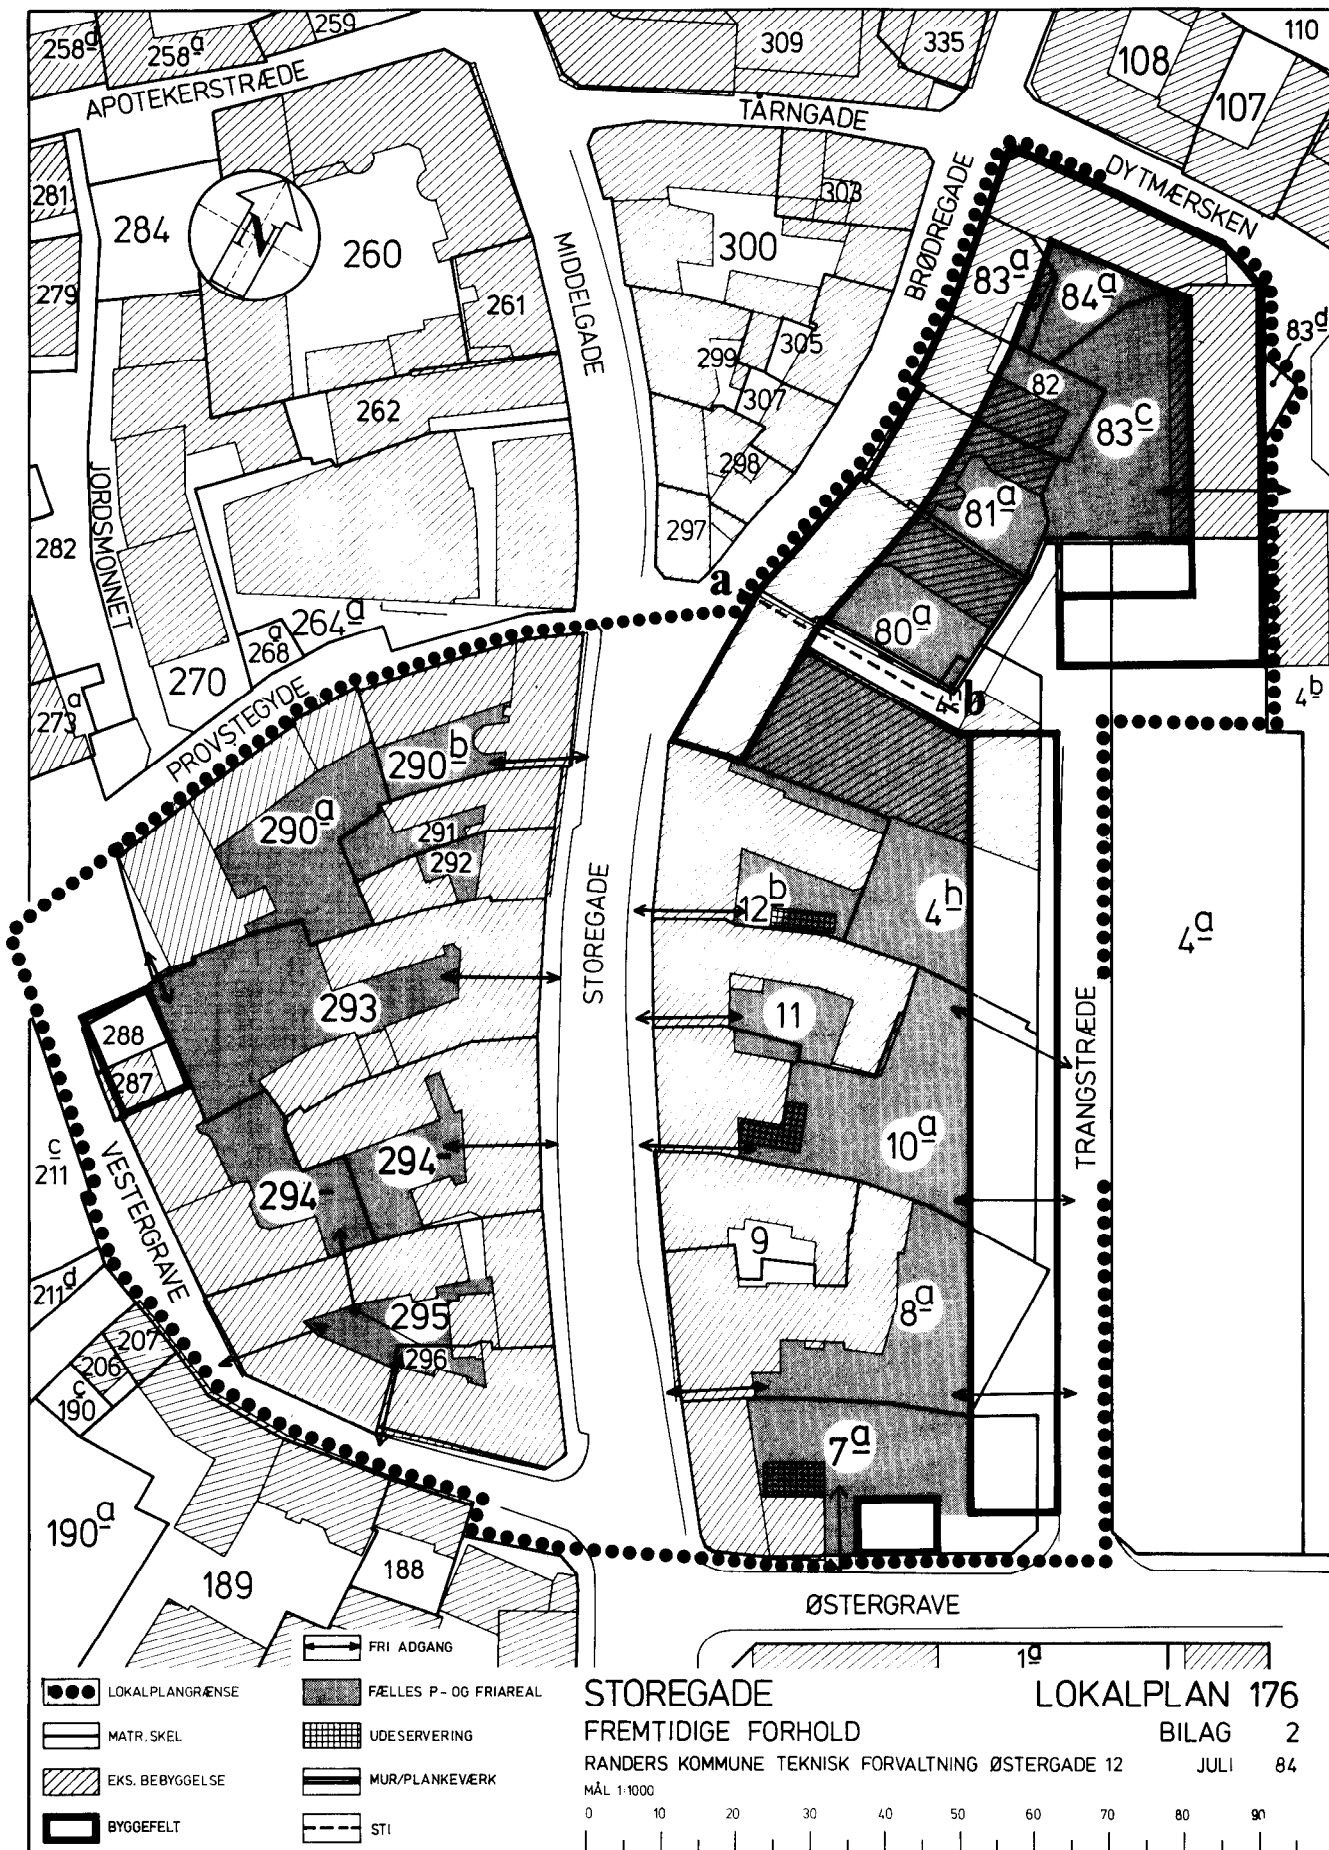 258ᵈ
258ᵃ
259
309
335
110
108
107
APOTEKERSTRÆDE
TÅRNGADE
DYTMÆRSKEN
281
284
N
260
261
MIDDELGADE
300
303
BRØDREGADE
83ᵃ
84ᵃ
83ᵈ
279
262
299
305
307
82
83ᶜ
298
297
81ᵃ
JORDSMONNET
282
264ᵃ
268ᵃ
270
273ᵃ
a
80ᵃ
b
4ᵇ
PROVSTEGYDE
290ᵇ
290ᵃ
291
292
STOREGADE
12ᵇ
4ʰ
4ᵃ
293
11
288
287
TRANGSTRÆDE
10ᵃ
211ᶜ
VESTERGRAVE
294
294
9
8ᵃ
211ᵈ
207
206
190ᶜ
295
296
7ᵃ
190ᵃ
189
188
ØSTERGRAVE
1ᵃ
FRI ADGANG
LOKALPLANGRÆNSE
FÆLLES P- OG FRIAREAL
MATR. SKEL
UDESERVERING
EKS. BEBYGGELSE
MUR/PLANKEVÆRK
BYGGEFELT
STI
STOREGADE LOKALPLAN 176
FREMTIDIGE FORHOLD BILAG 2
RANDERS KOMMUNE TEKNISK FORVALTNING ØSTERGADE 12 JULI 84
MÅL 1:1000
0 10 20 30 40 50 60 70 80 90